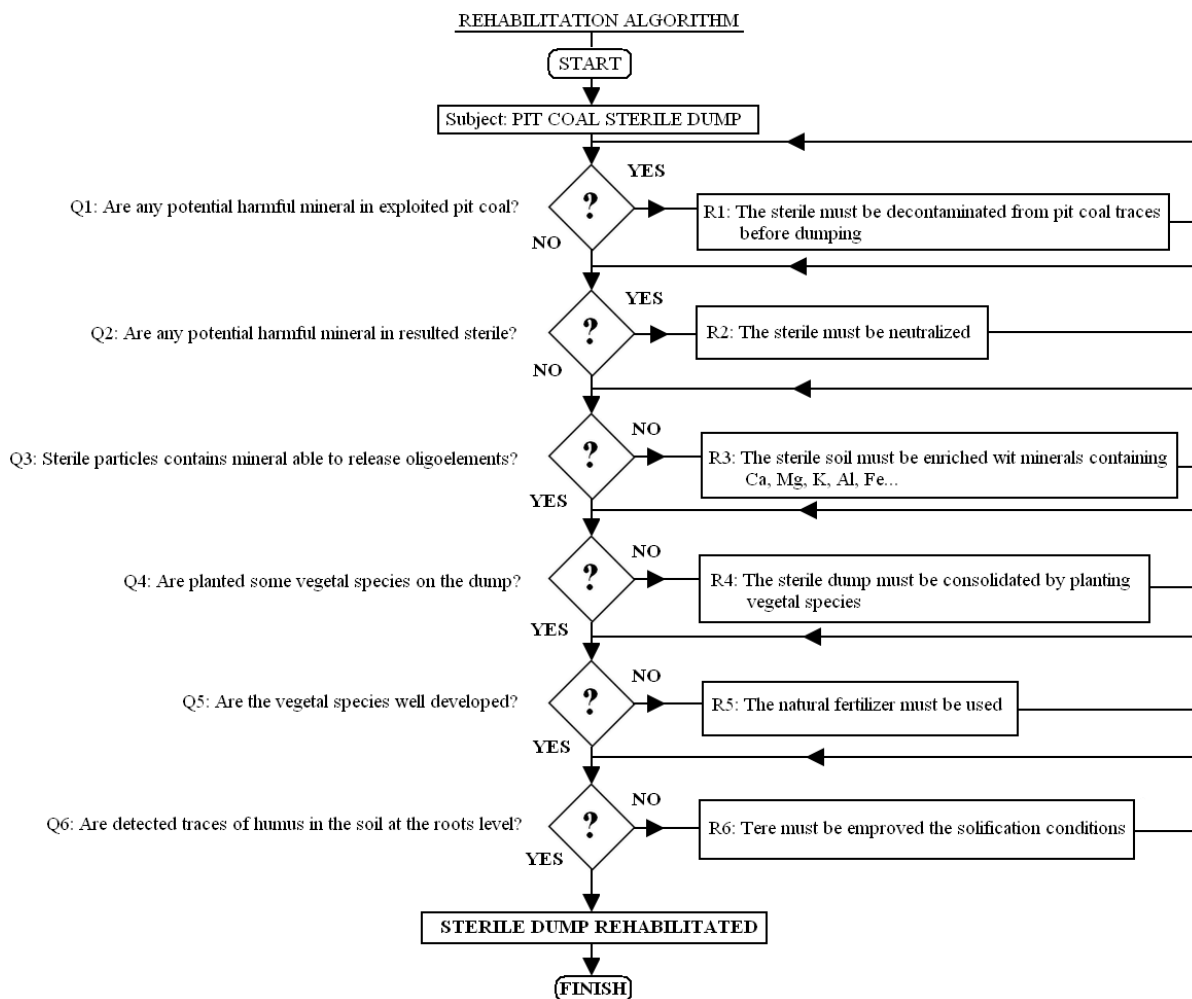 REHABILITATION ALGORITHM
START
Subject: PIT COAL STERILE DUMP
YES
Q1: Are any potential harmful mineral in exploited pit coal?
?
R1: The sterile must be decontaminated from pit coal traces
before dumping
NO
YES
Q2: Are any potential harmful mineral in resulted sterile?
?
R2: The sterile must be neutralized
NO
NO
Q3: Sterile particles contains mineral able to release oligoelements?
?
R3: The sterile soil must be enriched wit minerals containing
Ca, Mg, K, Al, Fe...
YES
NO
Q4: Are planted some vegetal species on the dump?
?
R4: The sterile dump must be consolidated by planting
vegetal species
YES
NO
Q5: Are the vegetal species well developed?
?
R5: The natural fertilizer must be used
YES
NO
Q6: Are detected traces of humus in the soil at the roots level?
?
R6: Tere must be emproved the solification conditions
YES
STERILE DUMP REHABILITATED
FINISH